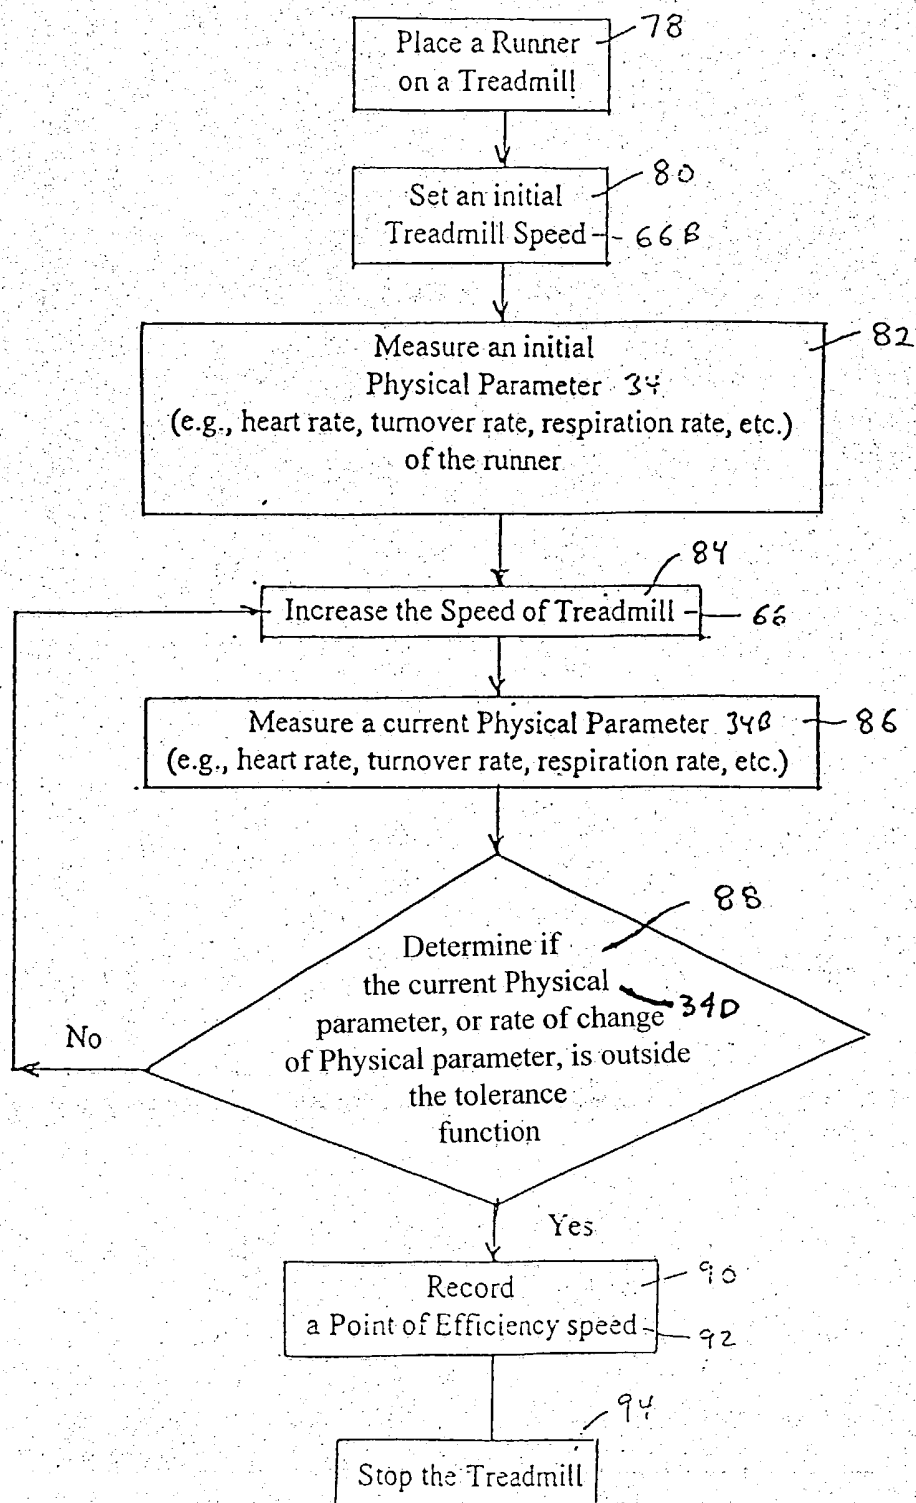 Place a Runner 78
on a Treadmill
80
Set an initial
Treadmill Speed 66B
82
Measure an initial
Physical Parameter 34
(e.g., heart rate, turnover rate, respiration rate, etc.)
of the runner
84
Increase the Speed of Treadmill 66
Measure a current Physical Parameter 34B 86
(e.g., heart rate, turnover rate, respiration rate, etc.)
88
Determine if
the current Physical
parameter, or rate of change 34D
of Physical parameter, is outside
the tolerance
function
No
Yes
Record 90
a Point of Efficiency speed 92
94
Stop the Treadmill